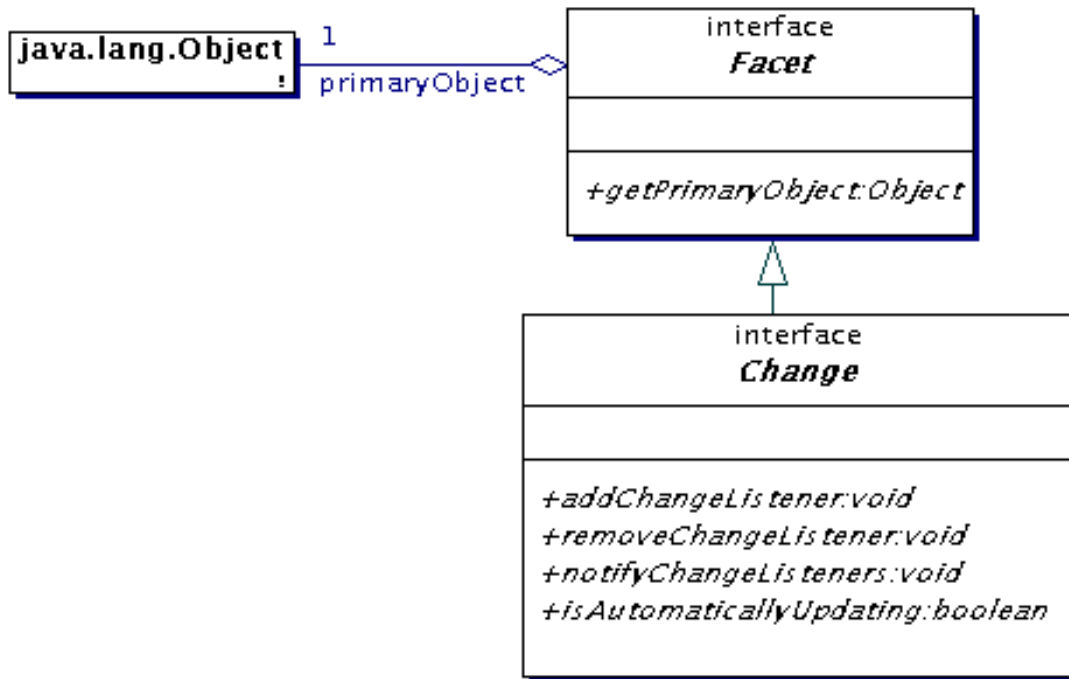 java.lang.Object
!
1
primaryObject
interface
Facet
+getPrimaryObject:Object
interface
Change
+addChangeListener:void
+removeChangeListener:void
+notifyChangeListeners:void
+isAutomaticallyUpdating:boolean